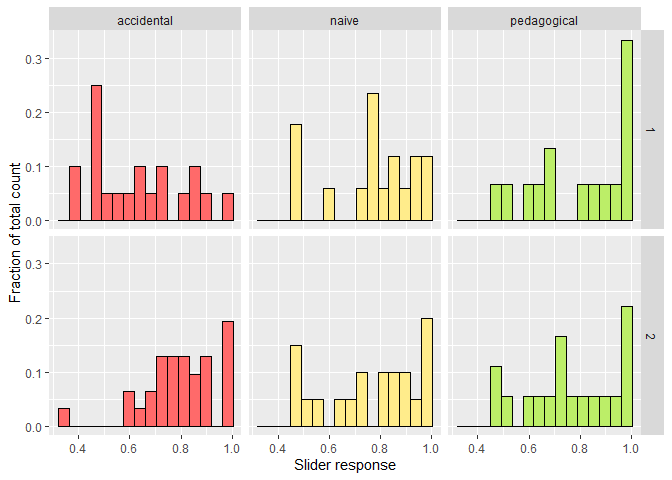 accidental naive pedagogical
0.3
0.2
0.1
0.0
1
0.3
0.2
0.1
0.0
2
0.4 0.6 0.8 1.0 0.4 0.6 0.8 1.0 0.4 0.6 0.8 1.0
Slider response
Fraction of total count